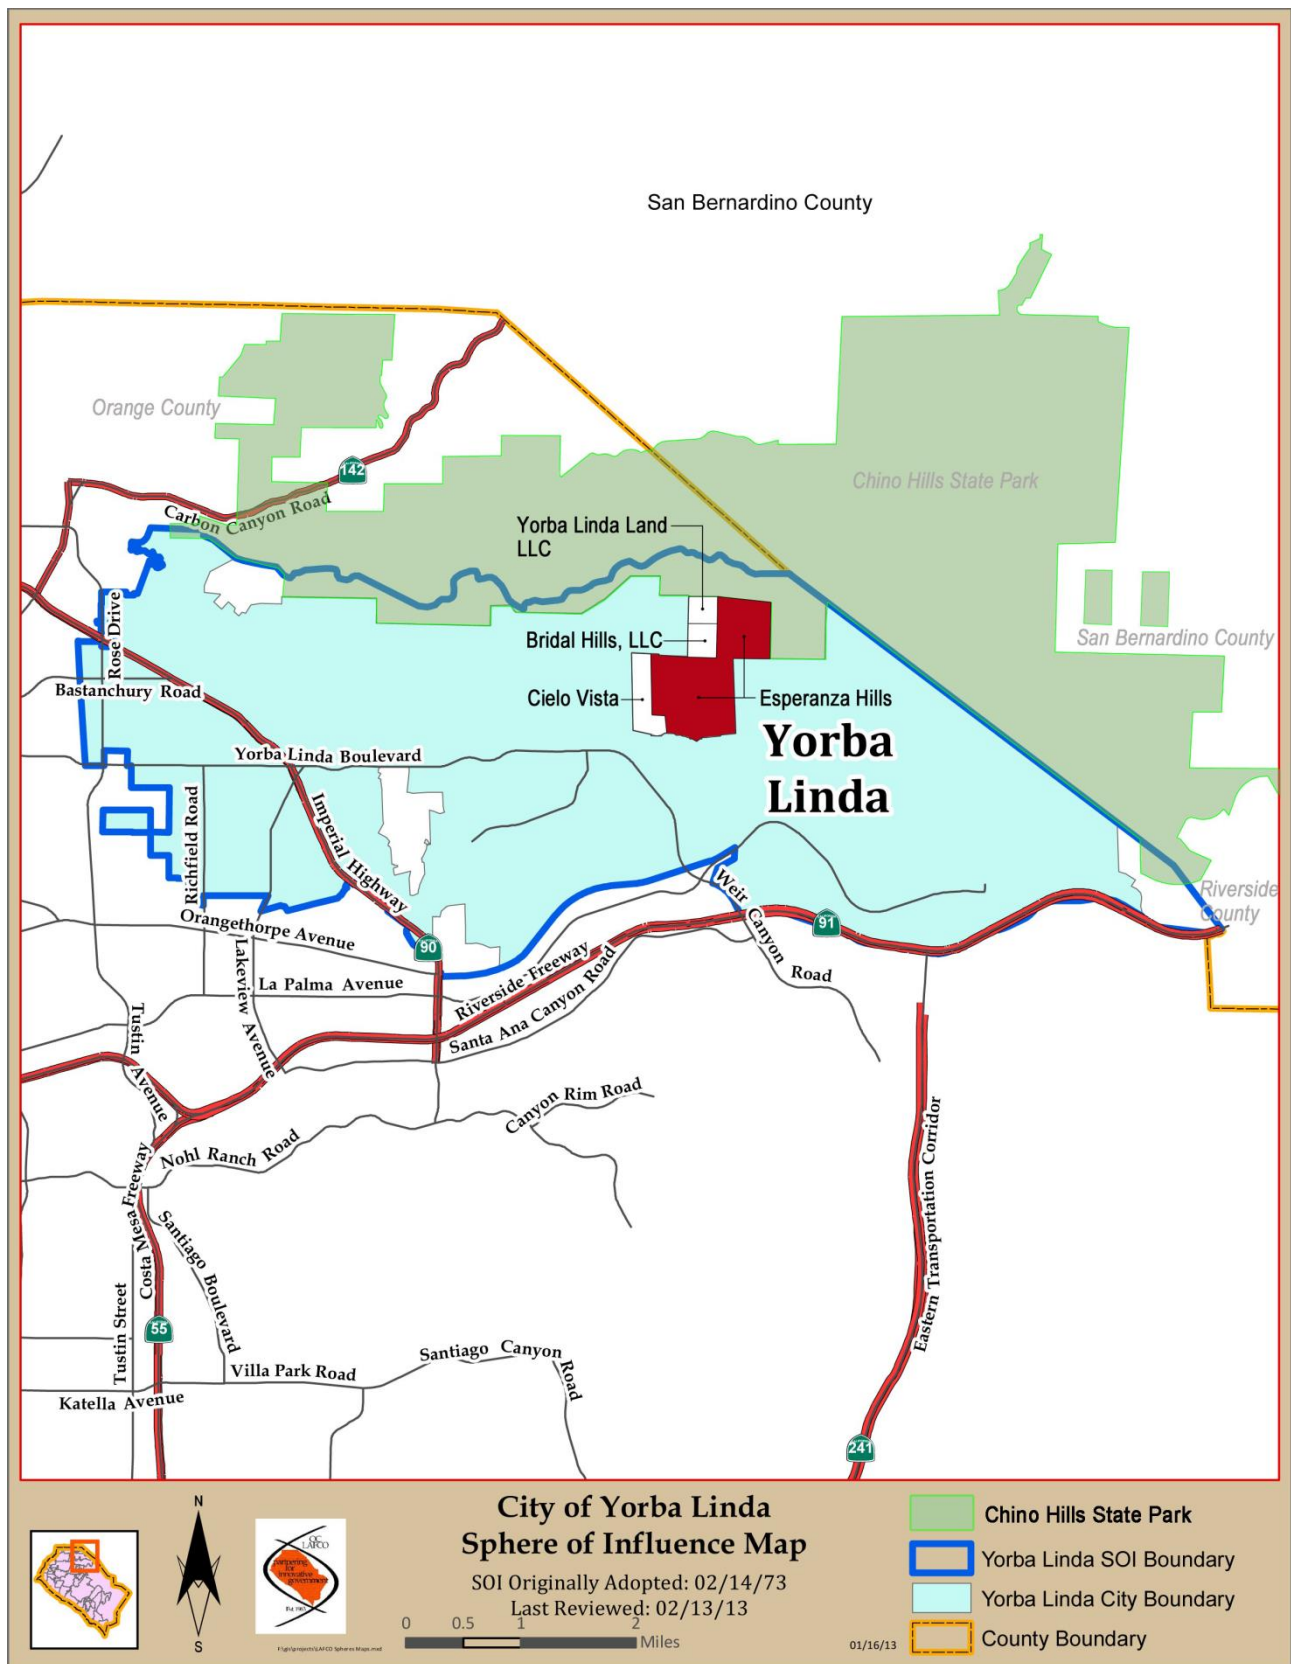 San Bernardino County
Orange County
142
Carbon Canyon Road
Chino Hills State Park
Yorba Linda Land
LLC
Rose Drive
Bridal Hills, LLC
San Bernardino County
Bastanchury Road
Cielo Vista
Esperanza Hills
Yorba
Linda
Yorba Linda Boulevard
Richfield Road
Imperial Highway
Weir Canyon
Road
Riverside
County
Orangethorpe Avenue
90
91
Lakeview Avenue
La Palma Avenue
Riverside Freeway
Santa Ana Canyon Road
Tustin
Avenue
Canyon Rim Road
Nohl Ranch Road
Costa Mesa Freeway
Santiago Boulevard
Eastern Transportation Corridor
Tustin Street
55
Villa Park Road
Santiago Canyon
Road
Katella Avenue
241
N
S
OC
LAFCO
partnering
for
innovative
government
City of Yorba Linda
Sphere of Influence Map
SOI Originally Adopted: 02/14/73
Last Reviewed: 02/13/13
0 0.5 1 2
Miles
01/16/13
Chino Hills State Park
Yorba Linda SOI Boundary
Yorba Linda City Boundary
County Boundary